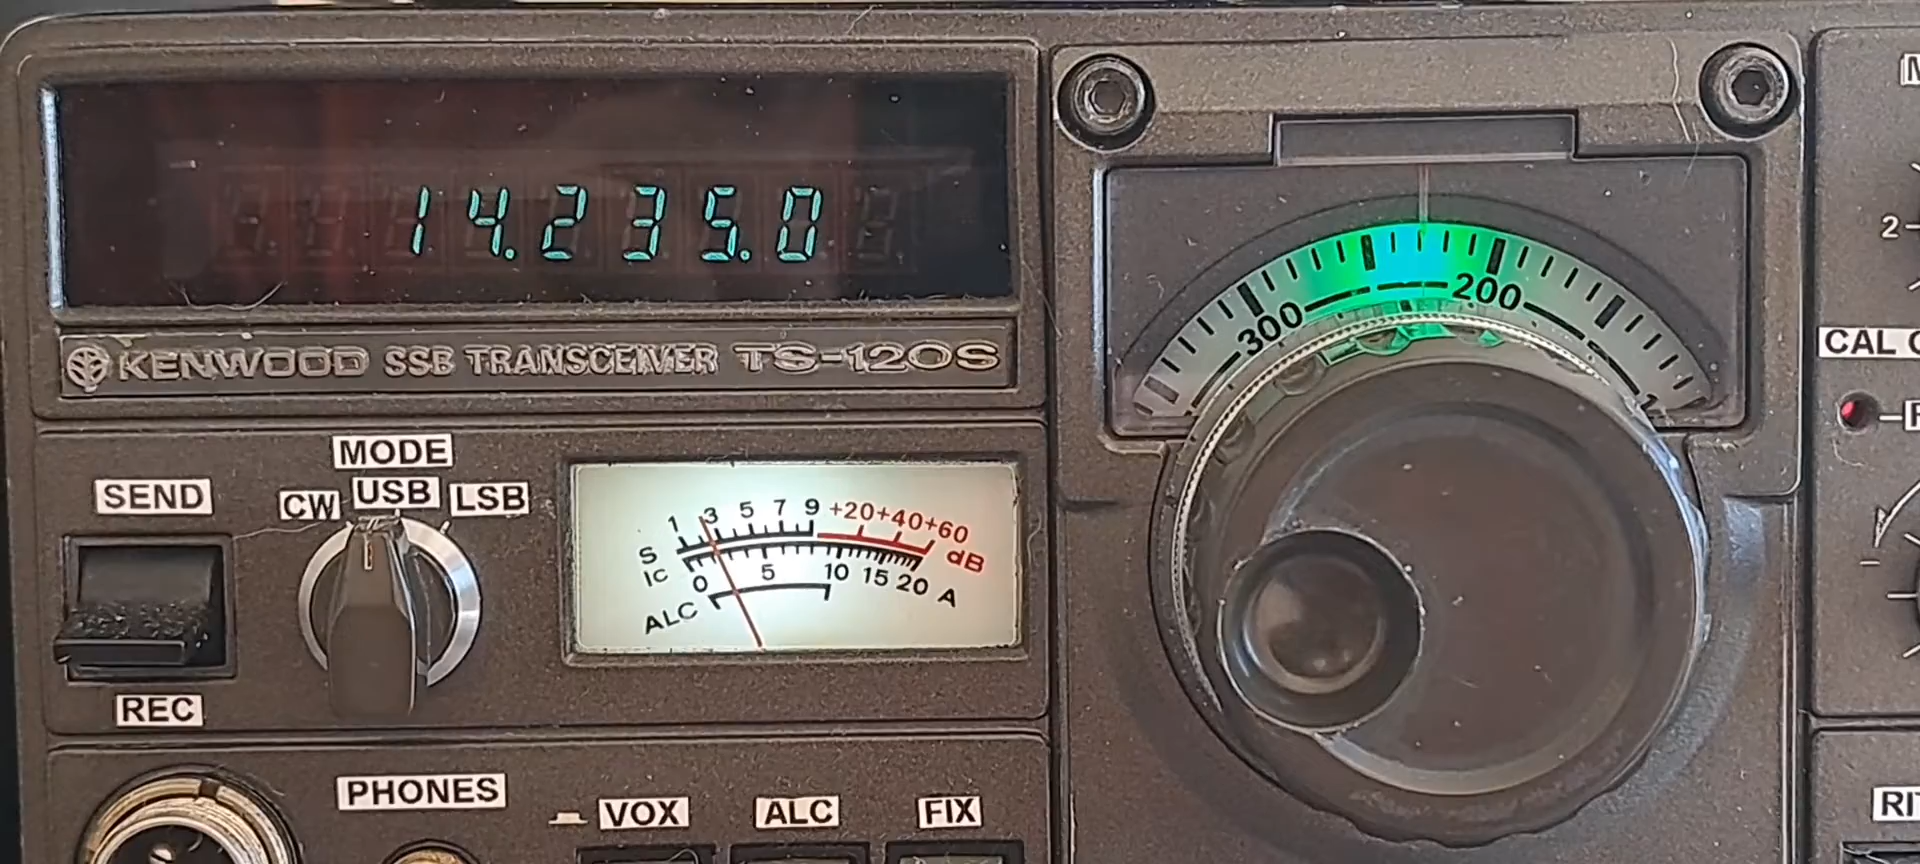 14.235.0
KENWOOD SSB TRANSCEIVER TS-120S
MODE
SEND
CW USB LSB
REC
1 3 5 7 9 +20 +40 +60
S dB
Ic
0 5 10 15 20 A
ALC
PHONES
VOX ALC FIX
300 200
2
CAL
RI